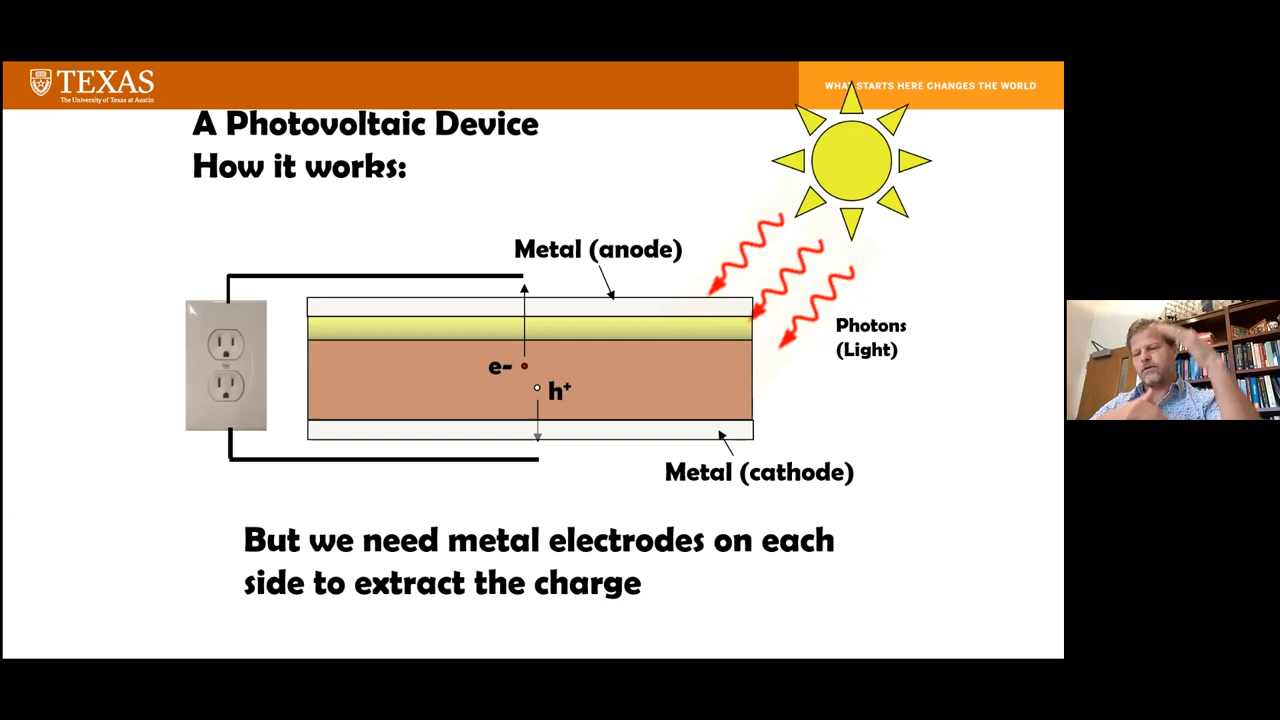 TEXAS
The University of Texas at Austin
WHAT STARTS HERE CHANGES THE WORLD
A Photovoltaic Device
How it works:
Metal (anode)
Photons
(Light)
e-
h+
Metal (cathode)
But we need metal electrodes on each
side to extract the charge